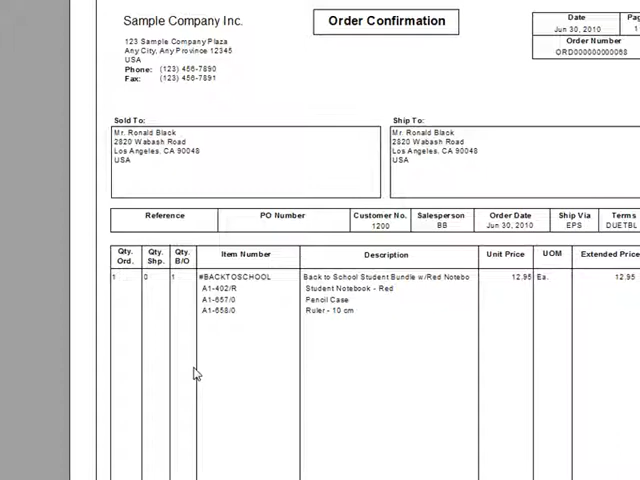 Sample Company Inc.
Order Confirmation
Date
Jun 30, 2010
Order Number
123 Sample Company Plaza
Any City, Any Province 12345
USA
Phone: (123) 456-7890
Fax: (123) 456-7891
Sold To:
Mr. Ronald Black
2820 Wabash Road
Los Angeles, CA 90048
USA
Ship To:
Mr. Ronald Black
2820 Wabash Road
Los Angeles, CA 90048
USA
Reference PO Number Customer No. Salesperson Order Date Ship Via Terms
1200 BB Jun 30, 2010 EPS DUETBL
Qty. Ord. Qty. Shp. Qty. B/O Item Number Description Unit Price UOM Extended Price
1 0 1 #BACKTOSCHOOL Back to School Student Bundle w/Red Notebo 12.95 Ea. 12.95
A1-402/R Student Notebook - Red
A1-657/0 Pencil Case
A1-658/0 Ruler - 10 cm